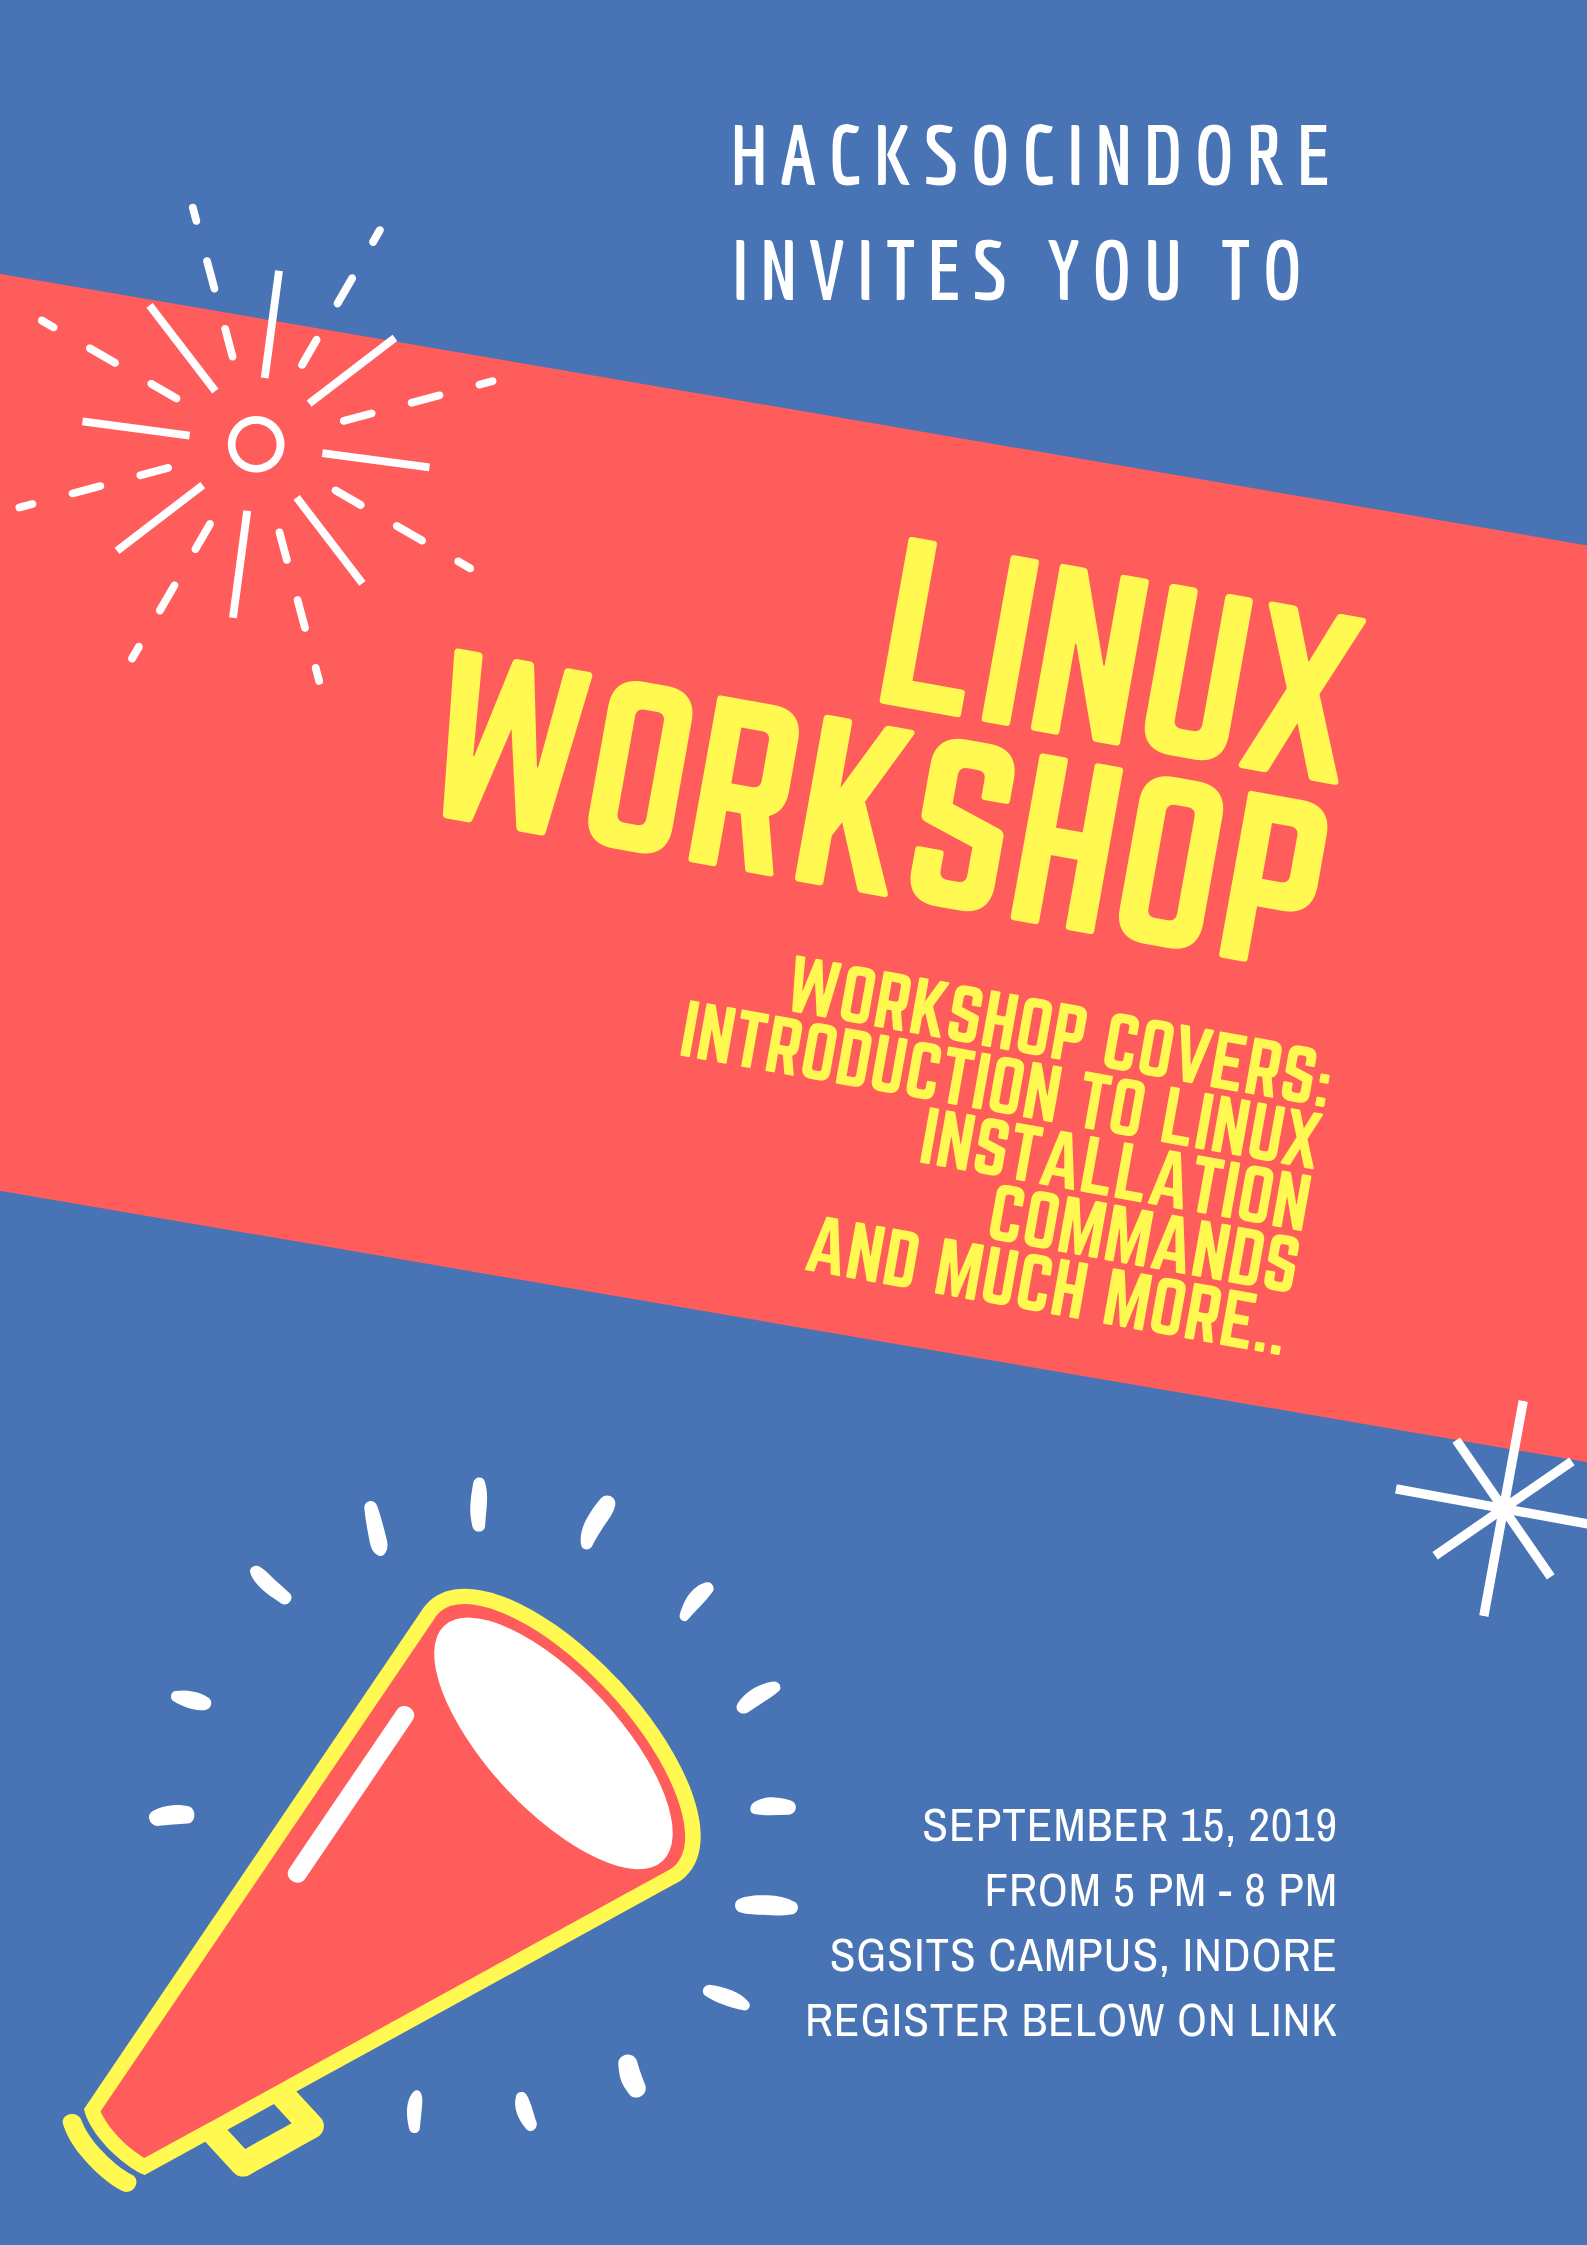 HACKSOCINDORE
INVITES YOU TO
LINUX
WORKSHOP
WORKSHOP COVERS:
INTRODUCTION TO LINUX
INSTALLATION
COMMANDS
AND MUCH MORE..
SEPTEMBER 15, 2019
FROM 5 PM - 8 PM
SGSITS CAMPUS, INDORE
REGISTER BELOW ON LINK